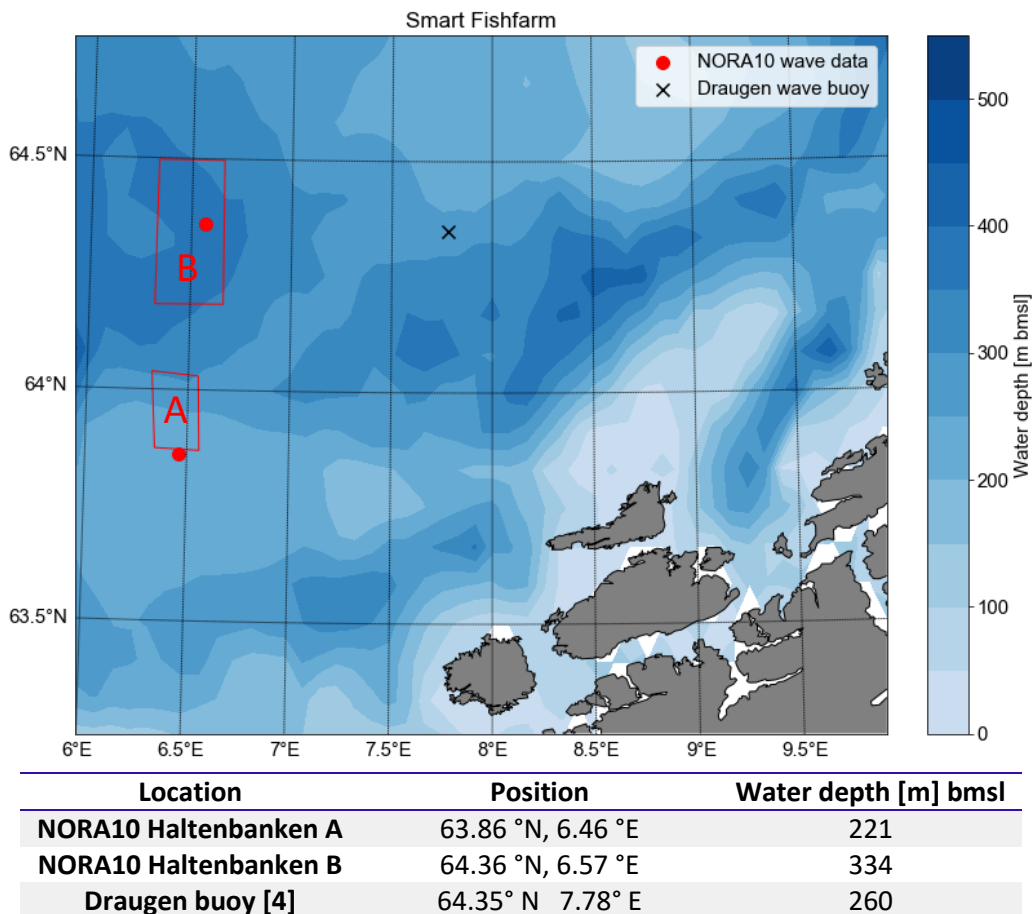 Smart Fishfarm
NORA10 wave data
Draugen wave buoy
64.5°N
64°N
63.5°N
B
A
6°E 6.5°E 7°E 7.5°E 8°E 8.5°E 9°E 9.5°E
500
400
300
200
100
0
Water depth [m bmsl]
Location Position Water depth [m] bmsl
NORA10 Haltenbanken A 63.86 °N, 6.46 °E 221
NORA10 Haltenbanken B 64.36 °N, 6.57 °E 334
Draugen buoy [4] 64.35° N 7.78° E 260